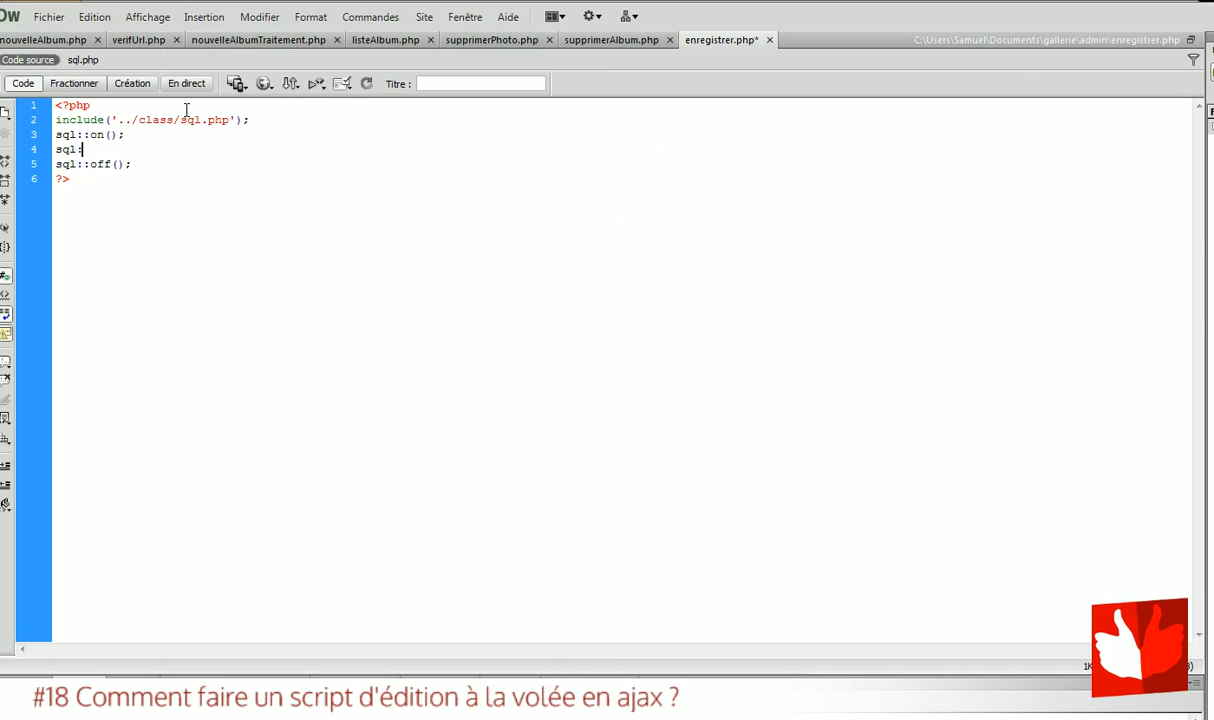 Dw Fichier Edition Affichage Insertion Modifier Format Commandes Site Fenêtre Aide
nouvelleAlbum.php verifUrl.php nouvelleAlbumTraitement.php listeAlbum.php supprimerPhoto.php supprimerAlbum.php enregistrer.php* C:\Users\Samuel\Documents\gallerie\admin\enregistrer.php
Code source sql.php
Code Fractionner Création En direct Titre :
1 <?php
2 include('../class/sql.php');
3 sql::on();
4 sql:
5 sql::off();
6 ?>
#18 Comment faire un script d'édition à la volée en ajax ?